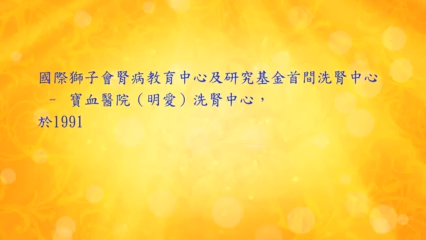 國際獅子會腎病教育中心及研究基金首間洗腎中心
– 寶血醫院（明愛）洗腎中心，
於1991